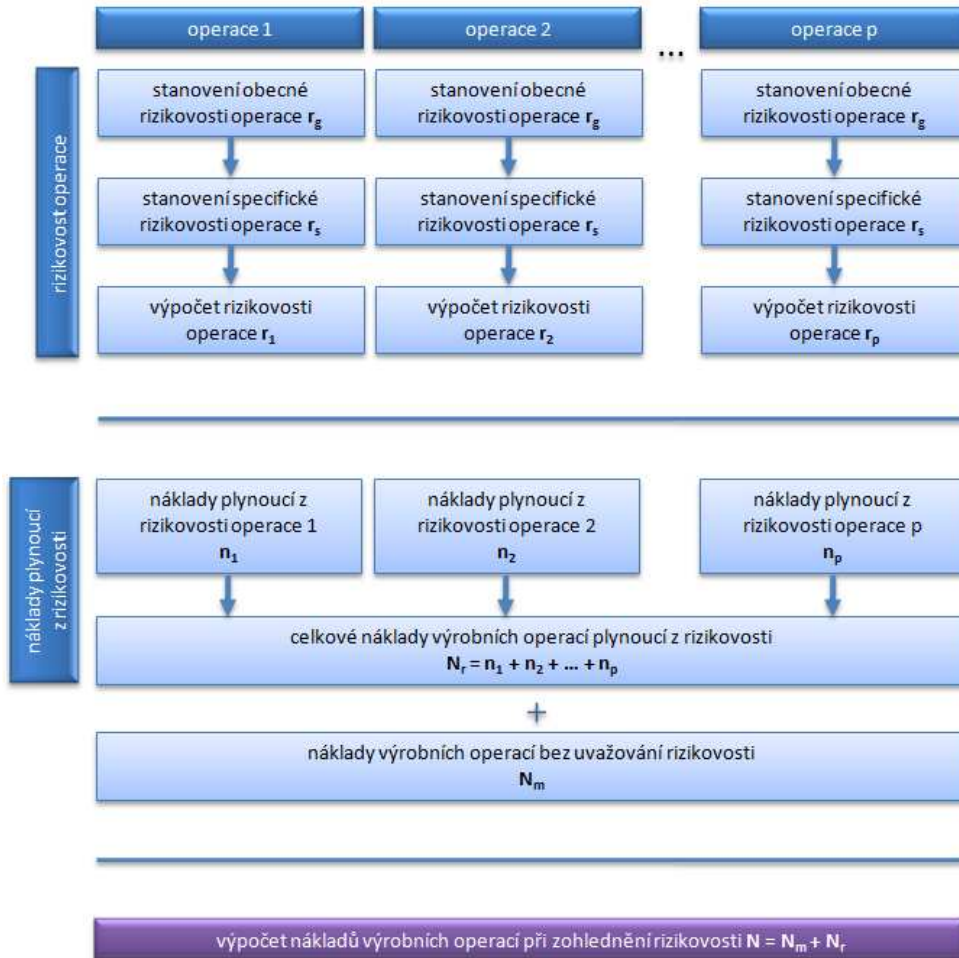 operace 1
operace 2
...
operace p
rizikovost operace
stanovení obecné
rizikovosti operace r_g
stanovení obecné
rizikovosti operace r_g
stanovení obecné
rizikovosti operace r_g
stanovení specifické
rizikovosti operace r_s
stanovení specifické
rizikovosti operace r_s
stanovení specifické
rizikovosti operace r_s
výpočet rizikovosti
operace r_1
výpočet rizikovosti
operace r_2
výpočet rizikovosti
operace r_p
náklady plynoucí
z rizikovosti
náklady plynoucí z
rizikovosti operace 1
n_1
náklady plynoucí z
rizikovosti operace 2
n_2
náklady plynoucí z
rizikovosti operace p
n_p
celkové náklady výrobních operací plynoucí z rizikovosti
N_r = n_1 + n_2 + ... + n_p
+
náklady výrobních operací bez uvažování rizikovosti
N_m
výpočet nákladů výrobních operací při zohlednění rizikovosti N = N_m + N_r